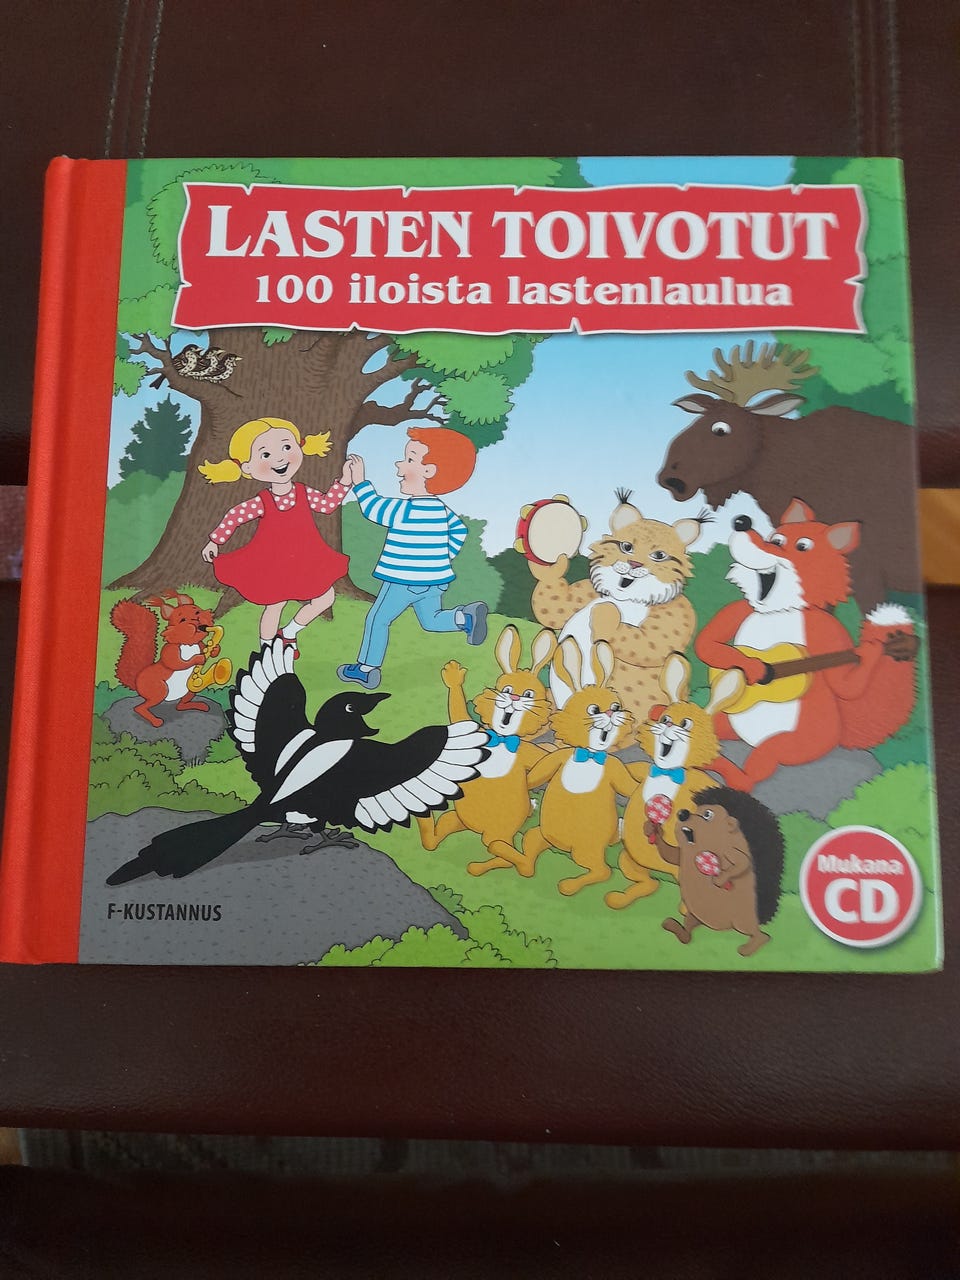 LASTEN TOIVOTUT
100 iloista lastenlaulua
F-KUSTANNUS
Mukana
CD